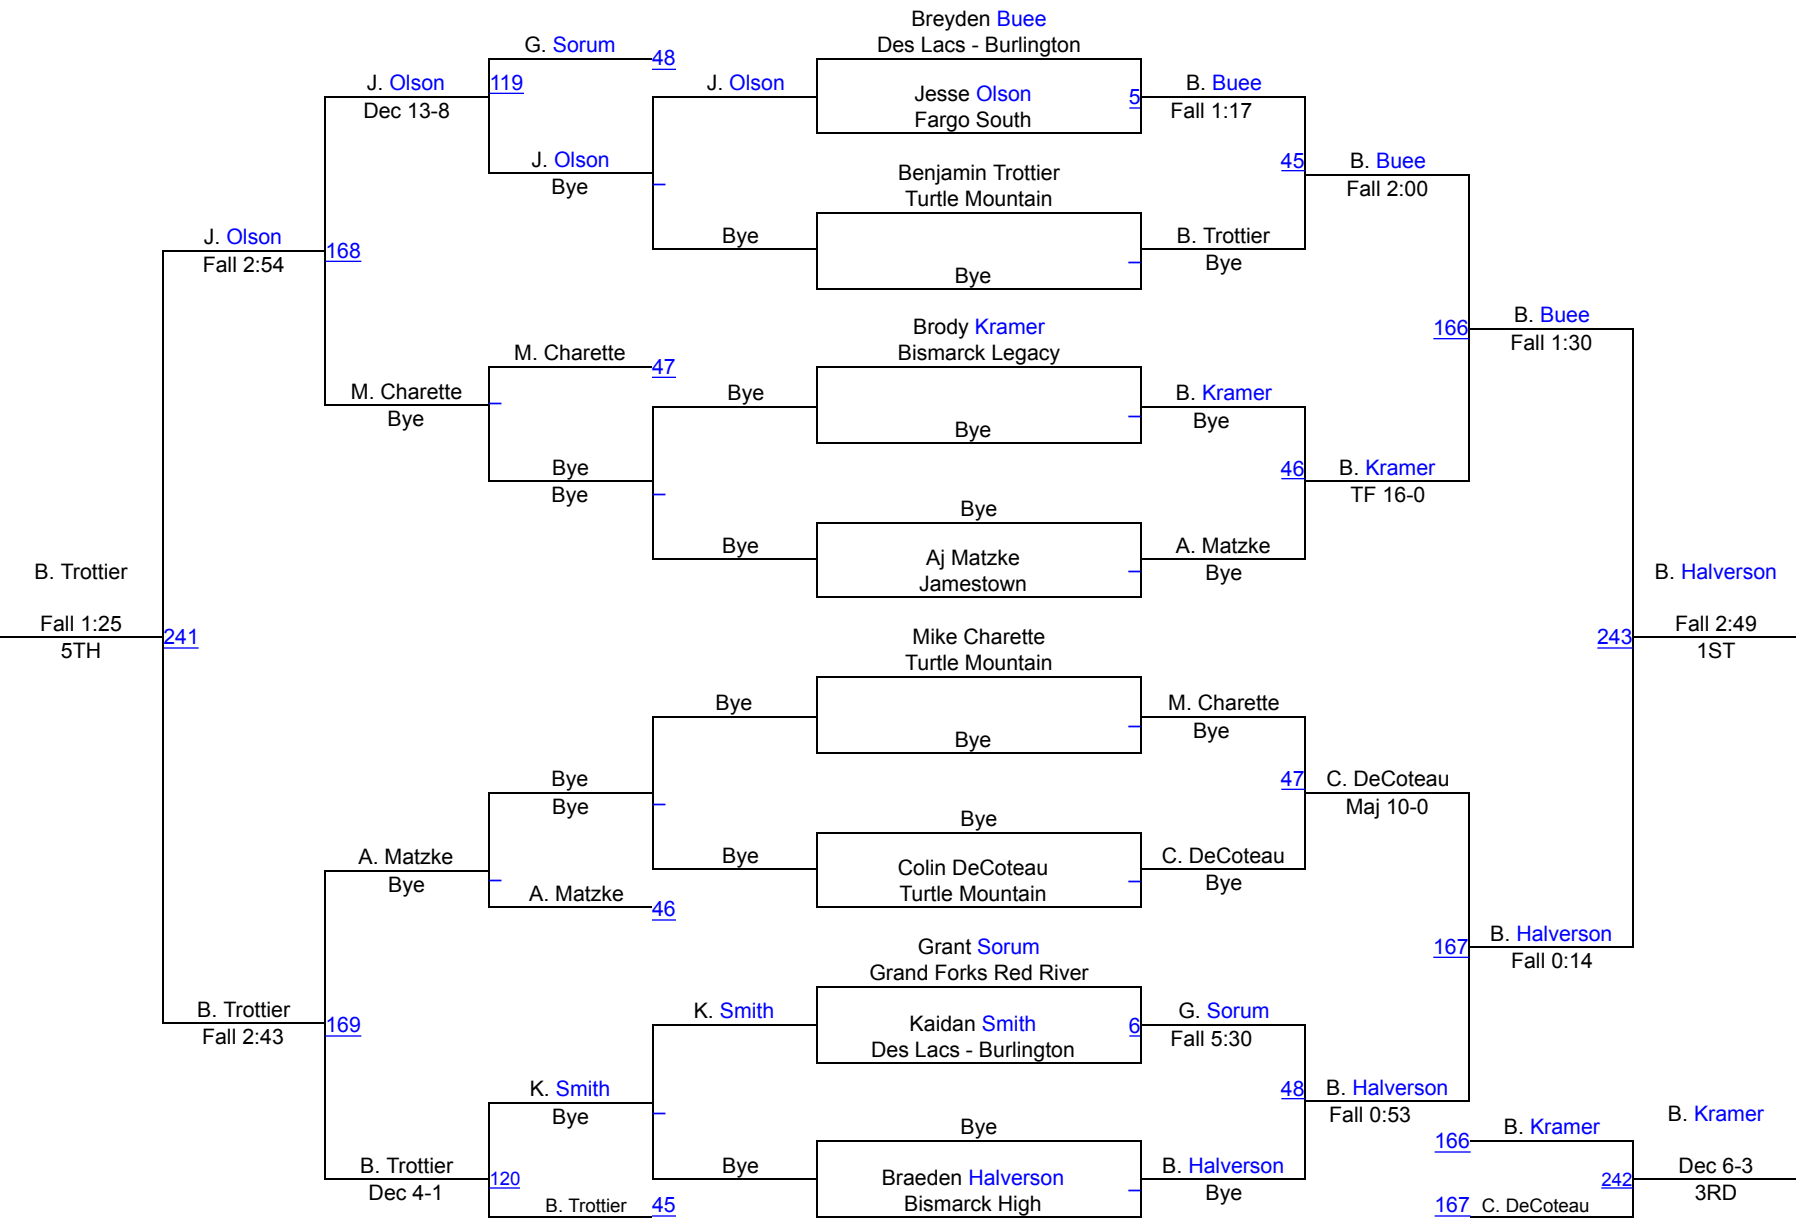 Breyden Buee
G. Sorum
Des Lacs - Burlington
48
J. Olson
119
J. Olson
Jesse Olson
5
B. Buee
Dec 13-8
Fargo South
Fall 1:17
J. Olson
45
B. Buee
Bye
Benjamin Trottier
Fall 2:00
Turtle Mountain
J. Olson
168
Bye
B. Trottier
Fall 2:54
Bye
Bye
B. Buee
Brody Kramer
166
Fall 1:30
M. Charette
47
Bismarck Legacy
M. Charette
Bye
B. Kramer
Bye
Bye
Bye
Bye
46
B. Kramer
Bye
TF 16-0
Bye
Bye
Aj Matzke
A. Matzke
Jamestown
Bye
B. Trottier
B. Halverson
Fall 1:25
241
Mike Charette
243
Fall 2:49
5TH
Turtle Mountain
1ST
Bye
M. Charette
Bye
Bye
Bye
47
C. DeCoteau
Bye
Maj 10-0
Bye
A. Matzke
Bye
Colin DeCoteau
C. DeCoteau
Bye
Turtle Mountain
Bye
A. Matzke
46
Grant Sorum
167
B. Halverson
Grand Forks Red River
Fall 0:14
B. Trottier
169
K. Smith
Kaidan Smith
6
G. Sorum
Fall 2:43
Des Lacs - Burlington
Fall 5:30
K. Smith
48
B. Halverson
Bye
Fall 0:53
Bye
166
B. Kramer
B. Kramer
B. Trottier
120
Bye
Braeden Halverson
B. Halverson
242
Dec 6-3
Dec 4-1
Bismarck High
Bye
3RD
B. Trottier
45
167
C. DeCoteau